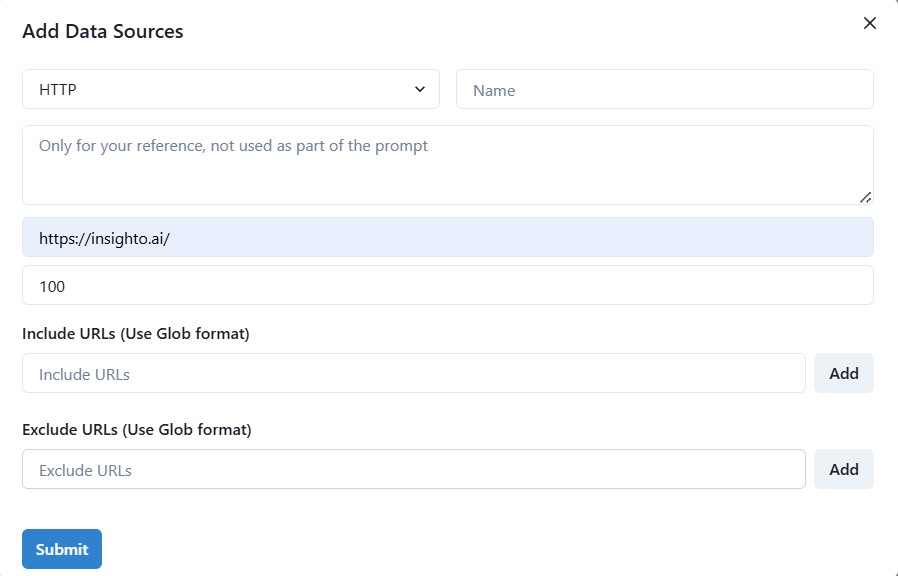 Add Data Sources
HTTP
Name
Only for your reference, not used as part of the prompt
https://insighto.ai/
100
Include URLs (Use Glob format)
Include URLs
Add
Exclude URLs (Use Glob format)
Exclude URLs
Add
Submit